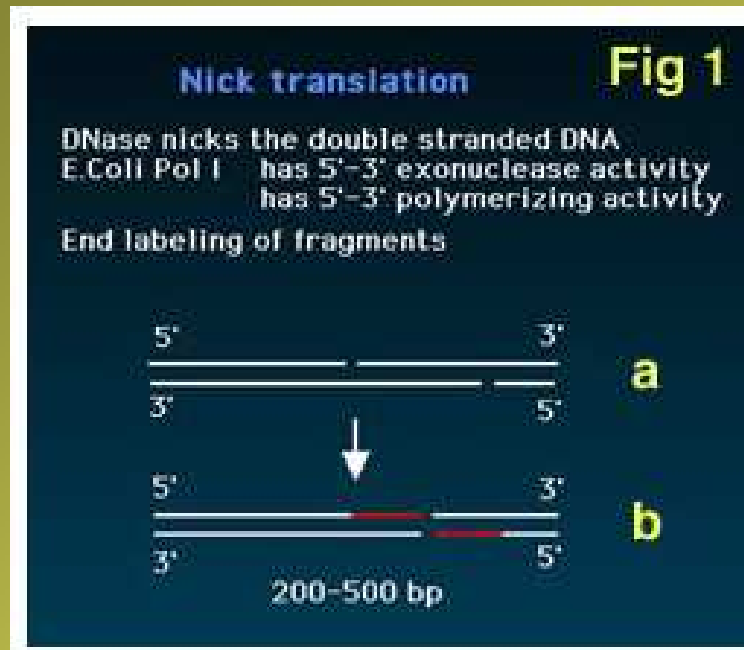 Nick translation
Fig 1
DNase nicks the double stranded DNA
E.Coli Pol I has 5'-3' exonuclease activity
has 5'-3' polymerizing activity
End labeling of fragments
5' 3'
a
3' 5'
5' 3'
b
3' 5'
200-500 bp